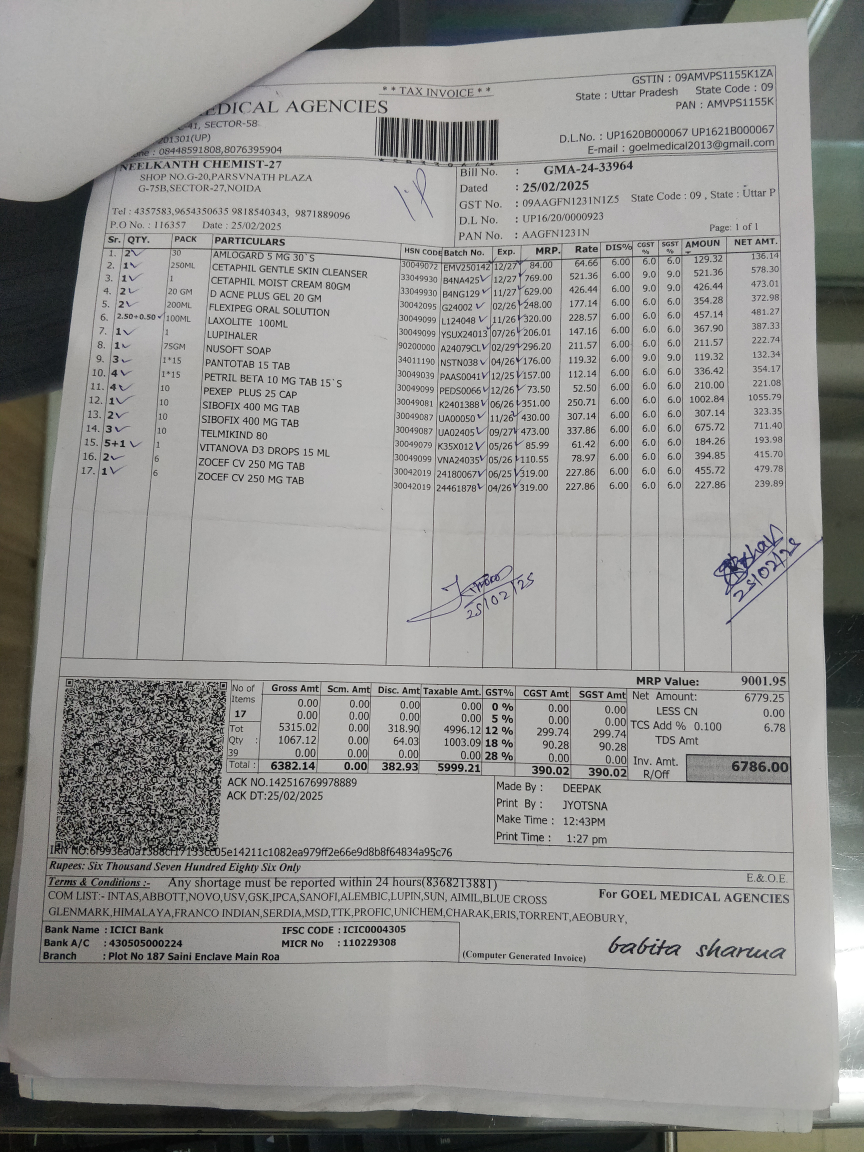 * * TAX INVOICE * *
GSTIN : 09AMVPS1155K1ZA
State : Uttar Pradesh State Code : 09
PAN : AMVPS1155K
MEDICAL AGENCIES
-41, SECTOR-58
201301(UP)
: 08448591808,8076395904
D.L.No. : UP1620B000067 UP1621B000067
E-mail : goelmedical2013@gmail.com
NEELKANTH CHEMIST-27
SHOP NO.G-20,PARSVNATH PLAZA
G-75B,SECTOR-27,NOIDA
Tel : 4357583,9654350635 9818540343, 9871889096
P.O No. : 116357 Date : 25/02/2025
Bill No. : GMA-24-33964
Dated : 25/02/2025
GST No. : 09AAGFN1231N1Z5 State Code : 09 , State : Uttar P
D.L No. : UP16/20/0000923
PAN No. : AAGFN1231N
Page: 1 of 1
Sr. QTY. PACK PARTICULARS HSN CODE Batch No. Exp. MRP. Rate DIS% CGST % SGST % AMOUN NET AMT.
1. 2 30 AMLOGARD 5 MG 30`S 30049072 EMV250142 12/27 84.00 64.66 6.00 6.0 6.0 129.32 136.14
2. 1 250ML CETAPHIL GENTLE SKIN CLEANSER 33049930 B4NA425 12/27 769.00 521.36 6.00 9.0 9.0 521.36 578.30
3. 1 1 CETAPHIL MOIST CREAM 80GM 33049930 B4NG129 11/27 629.00 426.44 6.00 9.0 9.0 426.44 473.01
4. 2 20 GM D ACNE PLUS GEL 20 GM 30042095 G24002 02/26 248.00 177.14 6.00 6.0 6.0 354.28 372.98
5. 2 200ML FLEXIPEG ORAL SOLUTION 30049099 L124048 11/26 320.00 228.57 6.00 6.0 6.0 457.14 481.27
6. 2.50+0.50 100ML LAXOLITE 100ML 30049099 YSUX24013 07/26 206.01 147.16 6.00 6.0 6.0 367.90 387.33
7. 1 1 LUPIHALER 90200000 A24079CL 02/29 296.20 211.57 6.00 6.0 6.0 211.57 222.74
8. 1 75GM NUSOFT SOAP 34011190 NSTN038 04/26 176.00 119.32 6.00 9.0 9.0 119.32 132.34
9. 3 1*15 PANTOTAB 15 TAB 30049039 PAAS0041 12/25 157.00 112.14 6.00 6.0 6.0 336.42 354.17
10. 4 1*15 PETRIL BETA 10 MG TAB 15`S 30049099 PEDS0066 12/26 73.50 52.50 6.00 6.0 6.0 210.00 221.08
11. 4 10 PEXEP PLUS 25 CAP 30049081 K2401388 06/26 351.00 250.71 6.00 6.0 6.0 1002.84 1055.79
12. 1 10 SIBOFIX 400 MG TAB 30049087 UA00050 11/26 430.00 307.14 6.00 6.0 6.0 307.14 323.35
13. 2 10 SIBOFIX 400 MG TAB 30049087 UA02405 09/27 473.00 337.86 6.00 6.0 6.0 675.72 711.40
14. 3 10 TELMIKIND 80 30049079 K35X012 05/26 85.99 61.42 6.00 6.0 6.0 184.26 193.98
15. 5+1 1 VITANOVA D3 DROPS 15 ML 30049099 VNA24035 05/26 110.55 78.97 6.00 6.0 6.0 394.85 415.70
16. 2 6 ZOCEF CV 250 MG TAB 30042019 24180067 06/25 319.00 227.86 6.00 6.0 6.0 455.72 479.78
17. 1 6 ZOCEF CV 250 MG TAB 30042019 24461878 04/26 319.00 227.86 6.00 6.0 6.0 227.86 239.89
25/02/25
25/02/25
No of Items 17
Tot Qty : 39
Gross Amt Scm. Amt Disc. Amt Taxable Amt. GST% CGST Amt SGST Amt
0.00 0.00 0.00 0.00 0 % 0.00 0.00
0.00 0.00 0.00 0.00 5 % 0.00 0.00
5315.02 0.00 318.90 4996.12 12 % 299.74 299.74
1067.12 0.00 64.03 1003.09 18 % 90.28 90.28
0.00 0.00 0.00 0.00 28 % 0.00 0.00
Total : 6382.14 0.00 382.93 5999.21 390.02 390.02
MRP Value: 9001.95
Net Amount: 6779.25
LESS CN 0.00
TCS Add % 0.100 6.78
TDS Amt
Inv. Amt. R/Off 6786.00
ACK NO.142516769978889
ACK DT:25/02/2025
Made By : DEEPAK
Print By : JYOTSNA
Make Time : 12:43PM
Print Time : 1:27 pm
Rupees: Six Thousand Seven Hundred Eighty Six Only
E.& O.E.
Terms & Conditions :- Any shortage must be reported within 24 hours(8368213881)
COM LIST:- INTAS,ABBOTT,NOVO,USV,GSK,IPCA,SANOFI,ALEMBIC,LUPIN,SUN, AIMIL,BLUE CROSS
GLENMARK,HIMALAYA,FRANCO INDIAN,SERDIA,MSD,TTK,PROFIC,UNICHEM,CHARAK,ERIS,TORRENT,AEOBURY,
For GOEL MEDICAL AGENCIES
Bank Name : ICICI Bank IFSC CODE : ICIC0004305
Bank A/C : 430505000224 MICR No : 110229308
Branch : Plot No 187 Saini Enclave Main Roa
(Computer Generated Invoice)
babita sharma